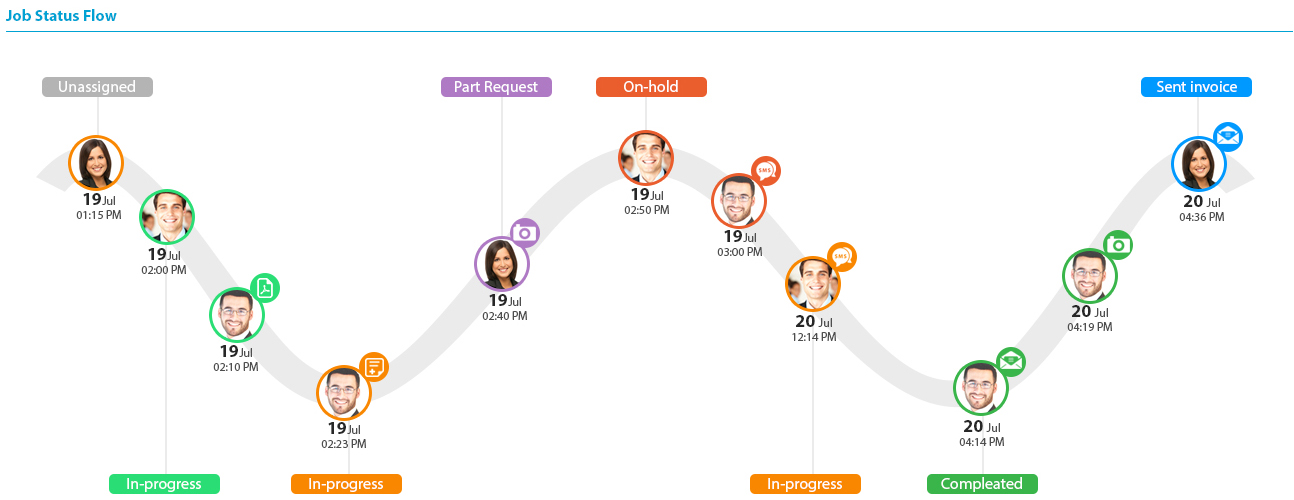 Job Status Flow
Unassigned
Part Request
On-hold
Sent invoice
19 Jul
01:15 PM
19 Jul
02:00 PM
19 Jul
02:10 PM
19 Jul
02:23 PM
19 Jul
02:40 PM
19 Jul
02:50 PM
SMS
19 Jul
03:00 PM
SMS
20 Jul
12:14 PM
20 Jul
04:14 PM
20 Jul
04:19 PM
20 Jul
04:36 PM
In-progress
In-progress
In-progress
Compleated